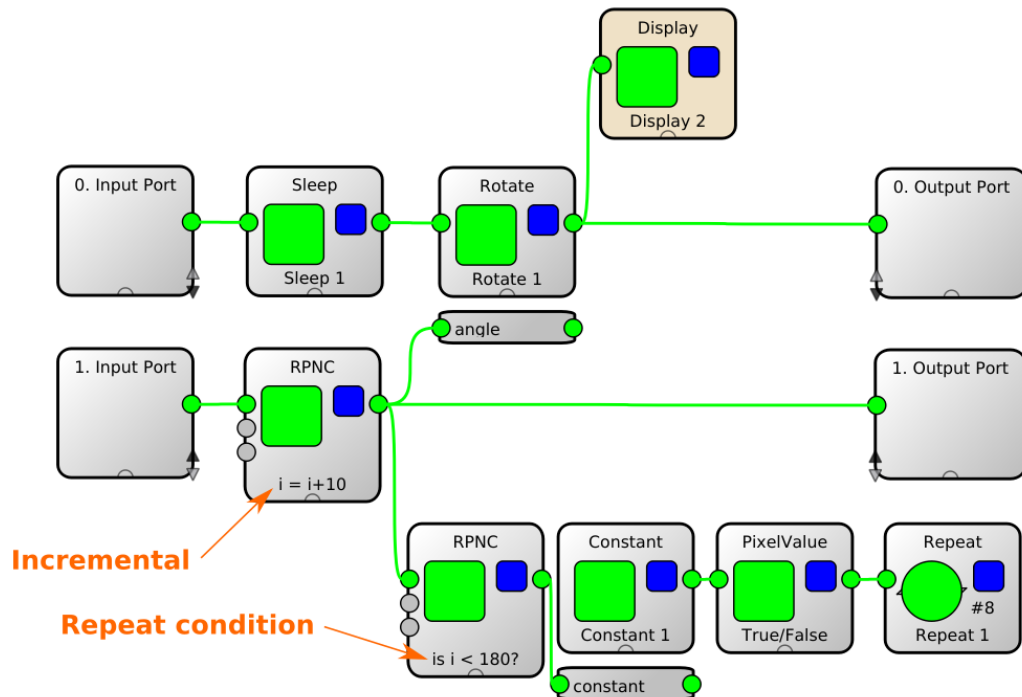 Display
Display 2
0. Input Port
Sleep
Sleep 1
Rotate
Rotate 1
0. Output Port
angle
1. Input Port
RPNC
i = i+10
1. Output Port
Incremental
RPNC
is i < 180?
Repeat condition
Constant
Constant 1
PixelValue
True/False
Repeat
#8
Repeat 1
constant